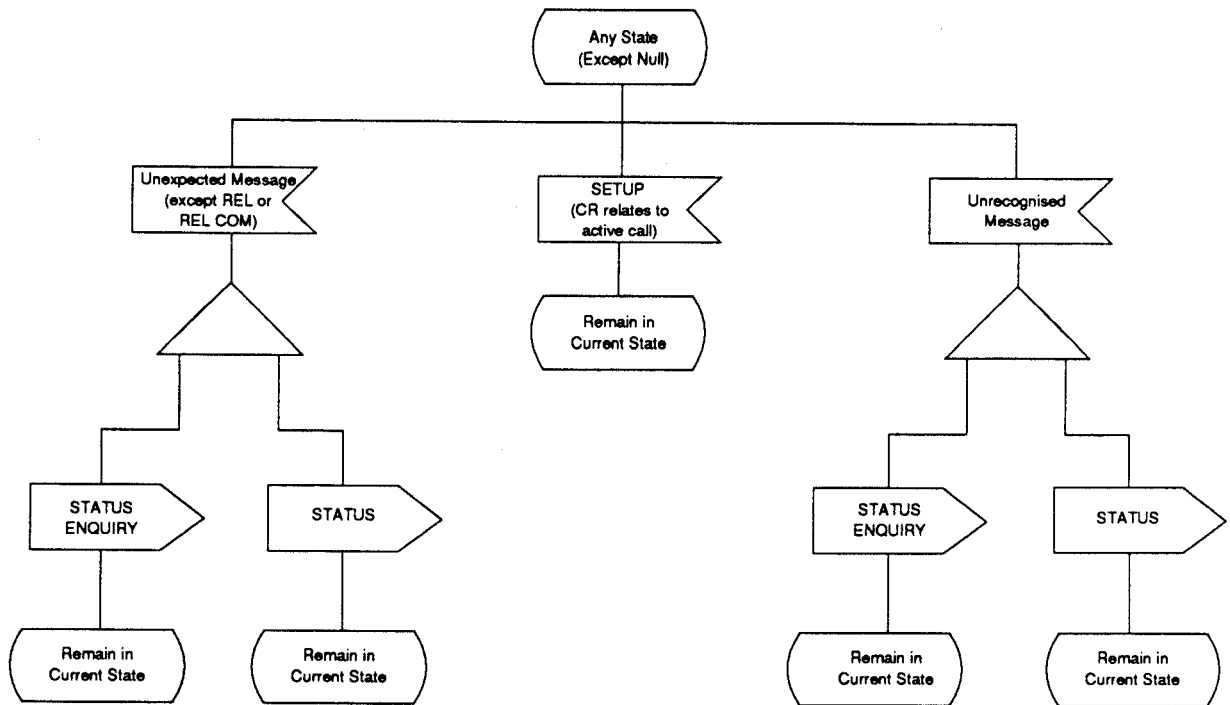 Any State
(Except Null)
Unexpected Message
(except REL or
REL COM)
SETUP
(CR relates to
active call)
Unrecognised
Message
Remain in
Current State
STATUS
ENQUIRY
STATUS
STATUS
ENQUIRY
STATUS
Remain in
Current State
Remain in
Current State
Remain in
Current State
Remain in
Current State